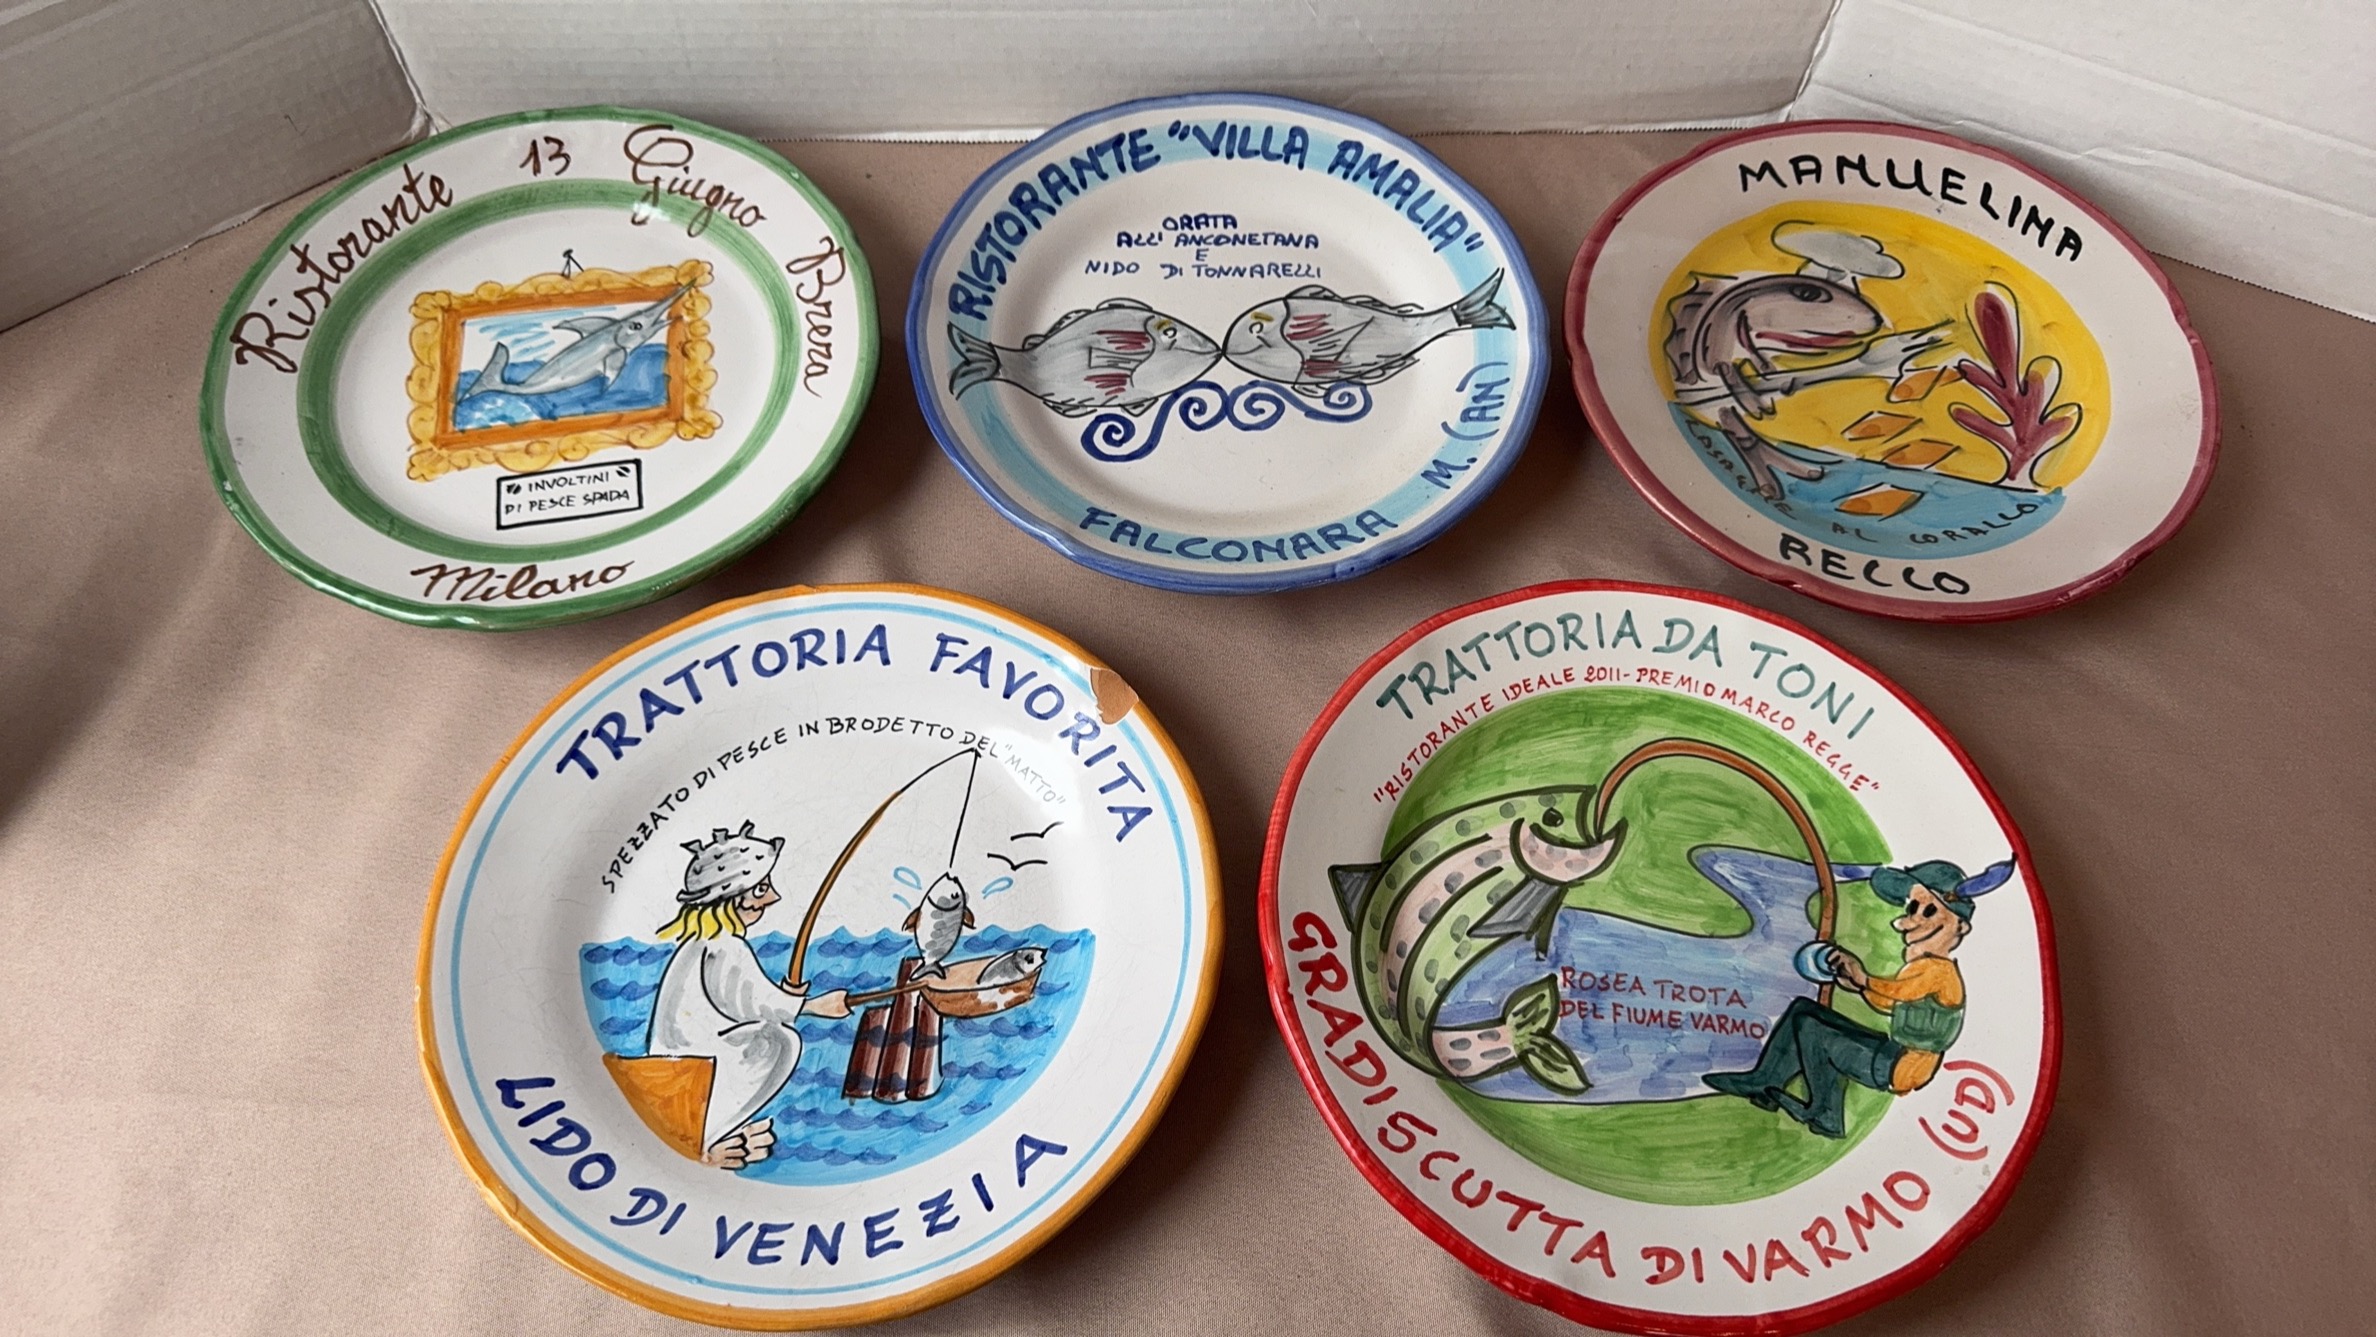 Ristorante 13 Giugno Brera
INVOLTINI
DI PESCE SPADA
Milano
RISTORANTE "VILLA AMALIA"
ORATA
ALL' ANCONETANA
E
NIDO DI TONNARELLI
FALCONARA M. (AN)
MANUELINA
LASAGNE AL CORALLO
RECCO
TRATTORIA FAVORITA
SPEZZATO DI PESCE IN BRODETTO DEL "MATTO"
LIDO DI VENEZIA
TRATTORIA DA TONI
"RISTORANTE IDEALE 2011-PREMIO MARCO REGGE"
ROSEA TROTA
DEL FIUME VARMO
GRADISCUTTA DI VARMO (UD)